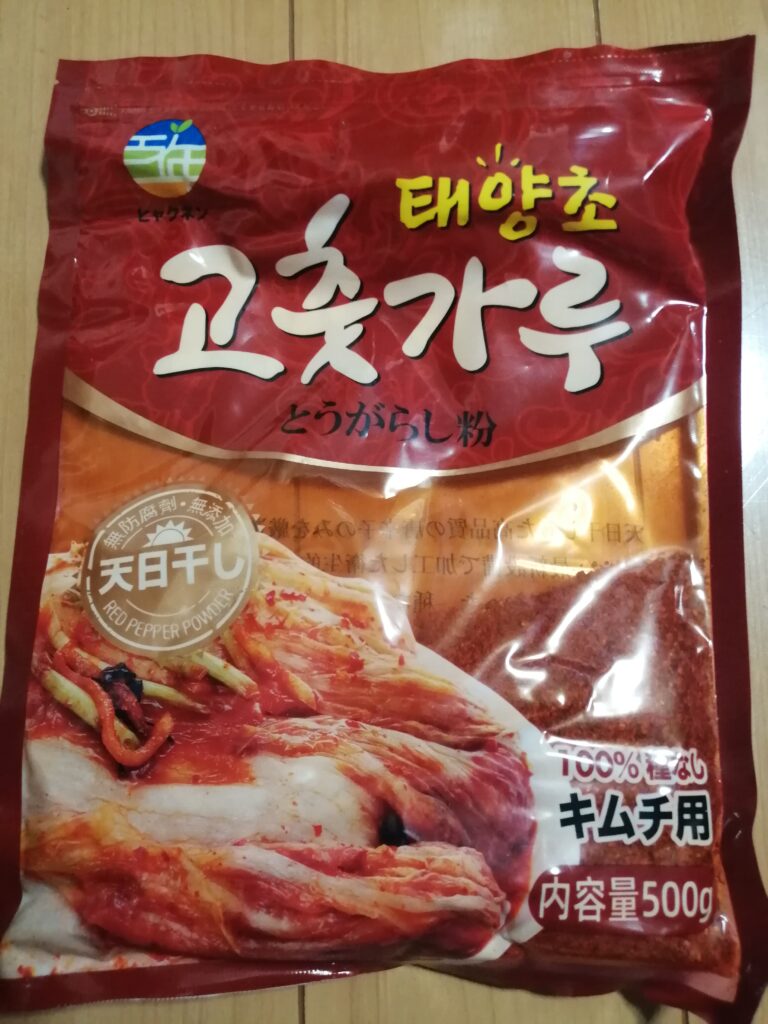 ヒャクネン
태양초
고춧가루
とうがらし粉
無防腐剤・無添加
天日干し
RED PEPPER POWDER
100% 種なし
キムチ用
内容量500g